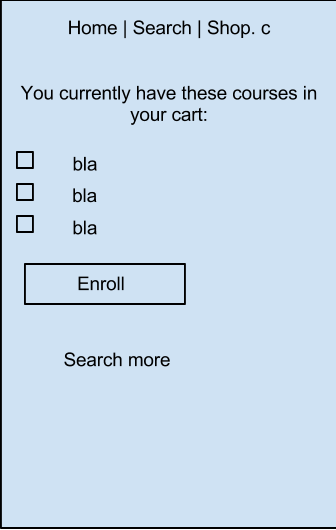 Home | Search | Shop. c
You currently have these courses in
your cart:
bla
bla
bla
Enroll
Search more